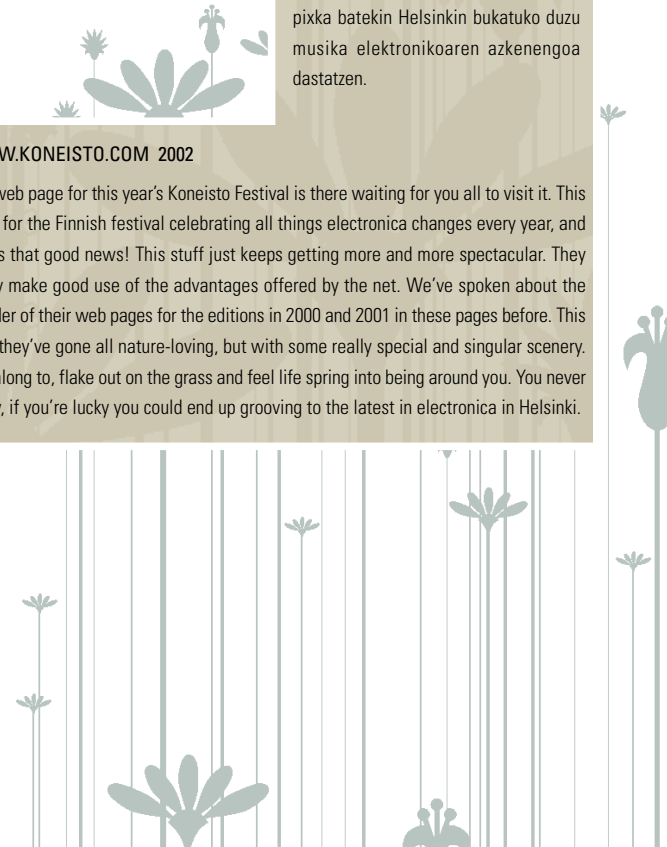 pixka batekin Helsinkin bukatuko duzu
musika elektronikoaren azkenengoa
dastatzen.
W.KONEISTO.COM 2002
web page for this year's Koneisto Festival is there waiting for you all to visit it. This
for the Finnish festival celebrating all things electronica changes every year, and
s that good news! This stuff just keeps getting more and more spectacular. They
y make good use of the advantages offered by the net. We've spoken about the
der of their web pages for the editions in 2000 and 2001 in these pages before. This
they've gone all nature-loving, but with some really special and singular scenery.
along to, flake out on the grass and feel life spring into being around you. You never
, if you're lucky you could end up grooving to the latest in electronica in Helsinki.